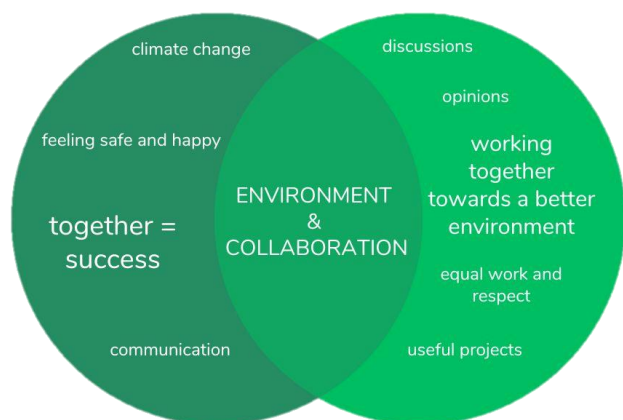 climate change
feeling safe and happy
together =
success
communication
ENVIRONMENT
&
COLLABORATION
discussions
opinions
working
together
towards a better
environment
equal work and
respect
useful projects